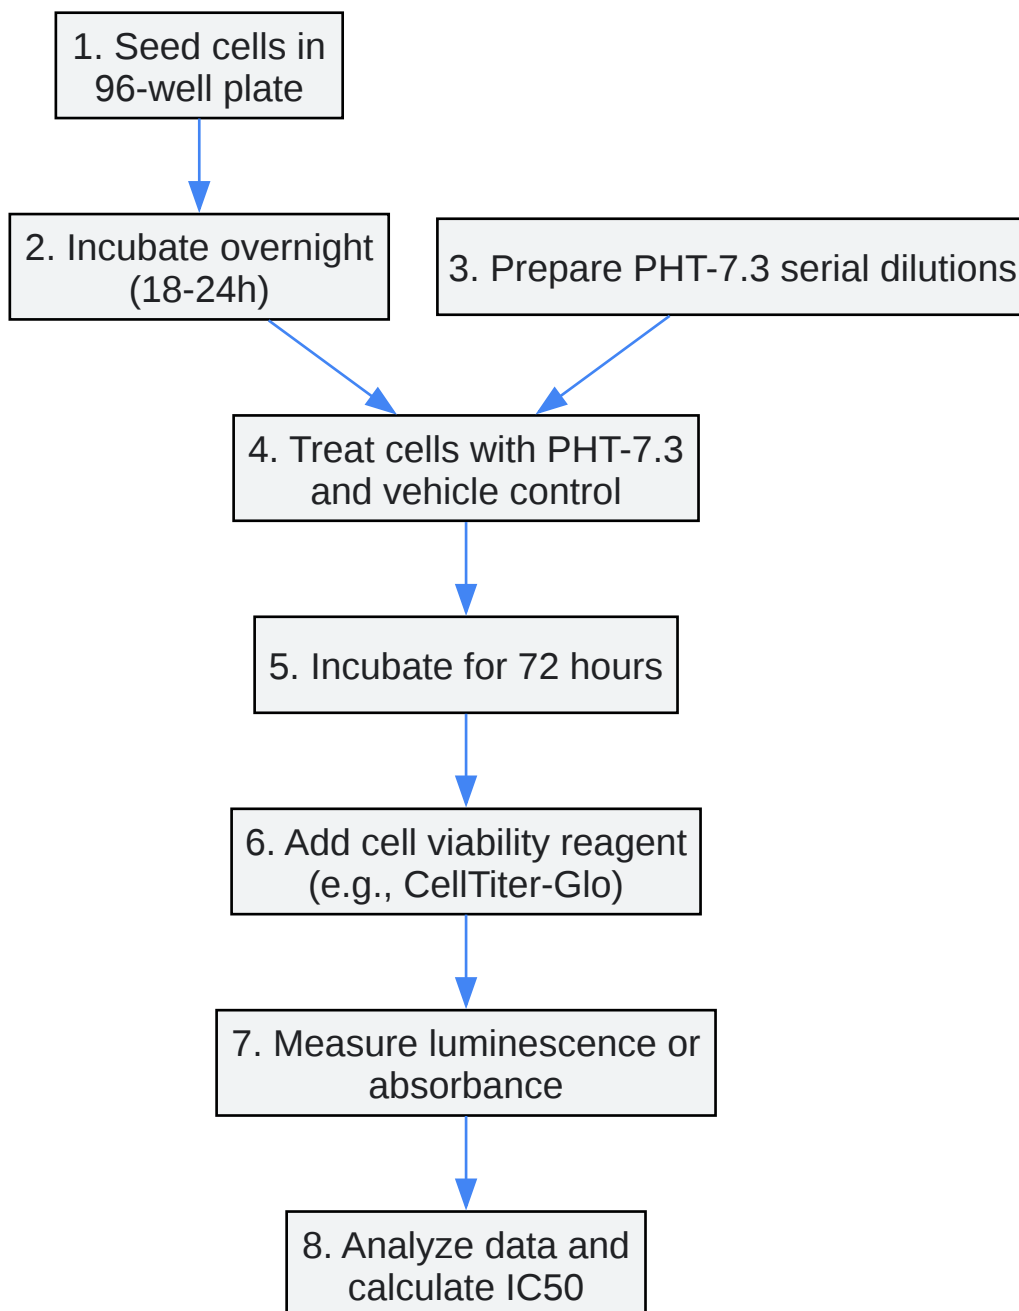 1. Seed cells in
96-well plate
2. Incubate overnight
(18-24h)
3. Prepare PHT-7.3 serial dilutions
4. Treat cells with PHT-7.3
and vehicle control
5. Incubate for 72 hours
6. Add cell viability reagent
(e.g., CellTiter-Glo)
7. Measure luminescence or
absorbance
8. Analyze data and
calculate IC50